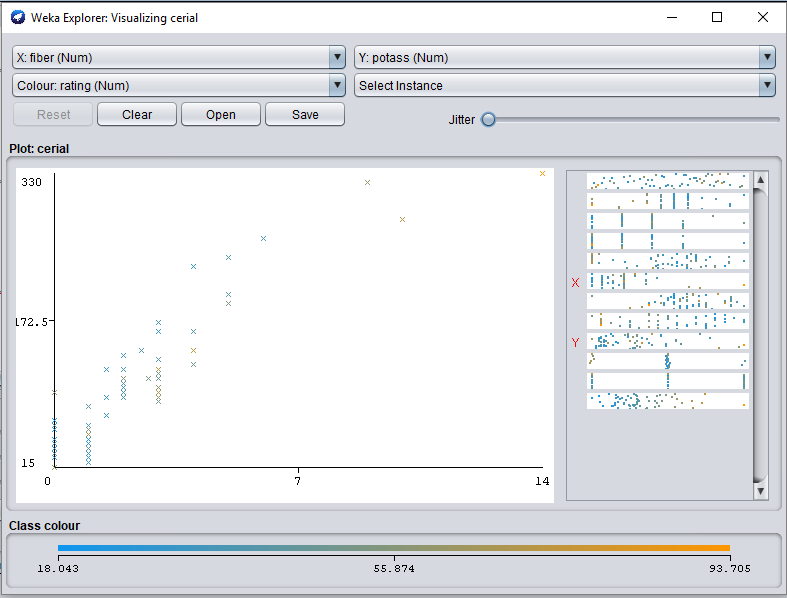 Weka Explorer: Visualizing cerial
X: fiber (Num) Y: potass (Num)
Colour: rating (Num) Select Instance
Reset Clear Open Save Jitter
Plot: cerial
330
172.5
15
0 7 14
X
Y
Class colour
18.043 55.874 93.705